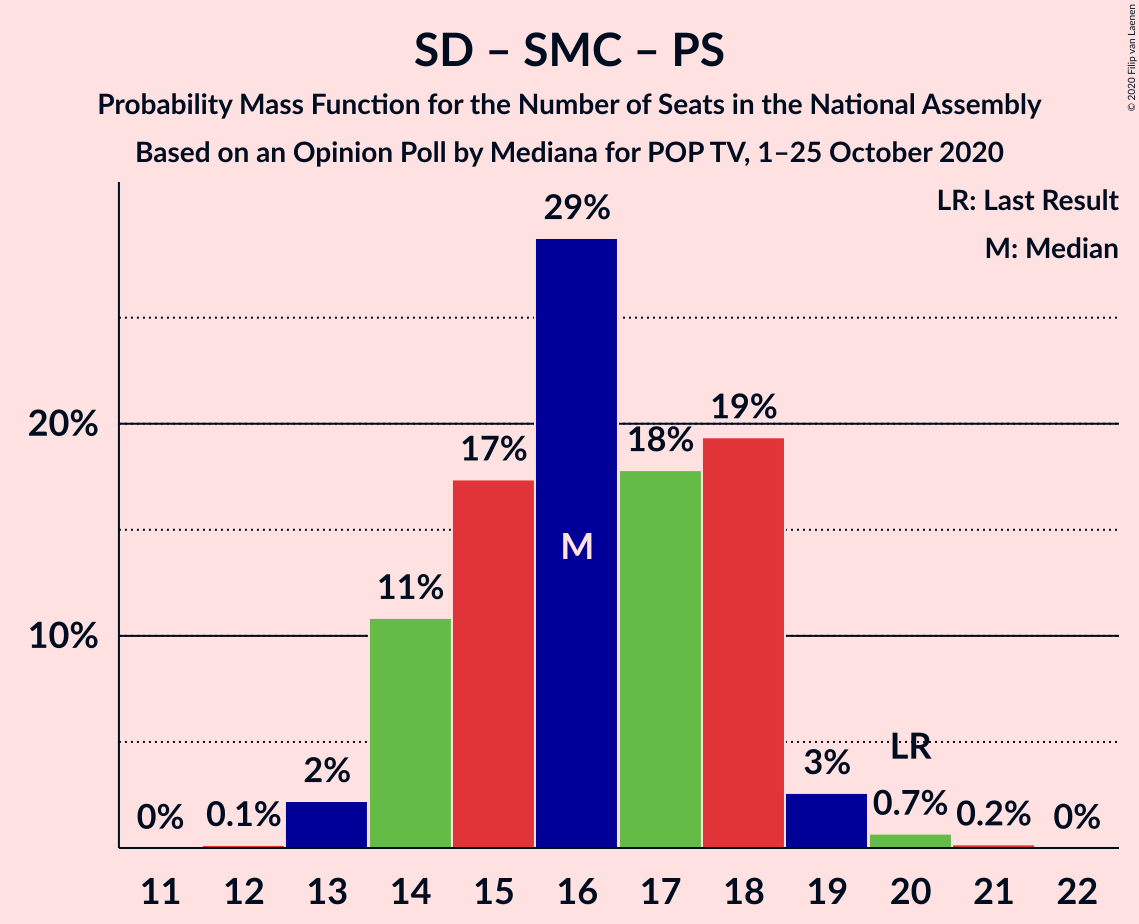 SD – SMC – PS
Probability Mass Function for the Number of Seats in the National Assembly
Based on an Opinion Poll by Mediana for POP TV, 1–25 October 2020
© 2020 Filip van Laenen
LR: Last Result
M: Median
20%
10%
0%
0.1%
2%
11%
17%
29%
M
18%
19%
3%
LR
0.7%
0.2%
0%
11 12 13 14 15 16 17 18 19 20 21 22